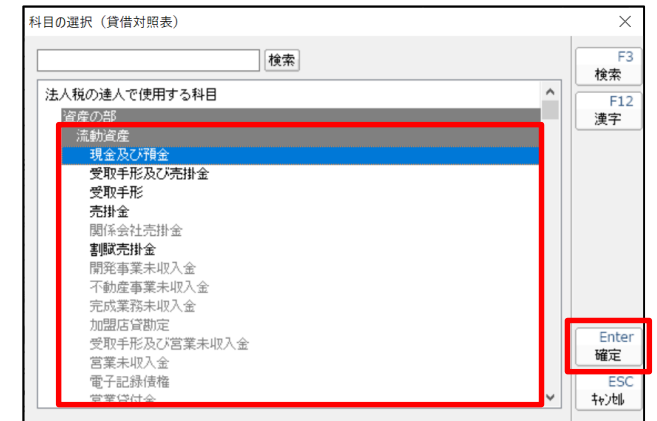 科目の選択（貸借対照表）
検索
F3
検索
F12
漢字
法人税の達人で使用する科目
資産の部
流動資産
現金及び預金
受取手形及び売掛金
受取手形
売掛金
関係会社売掛金
割賦売掛金
開発事業未収入金
不動産事業未収入金
完成業務未収入金
加盟店貸勘定
受取手形及び営業未収入金
営業未収入金
電子記録債権
営業貸付金
Enter
確定
ESC
ｷｬﾝｾﾙ